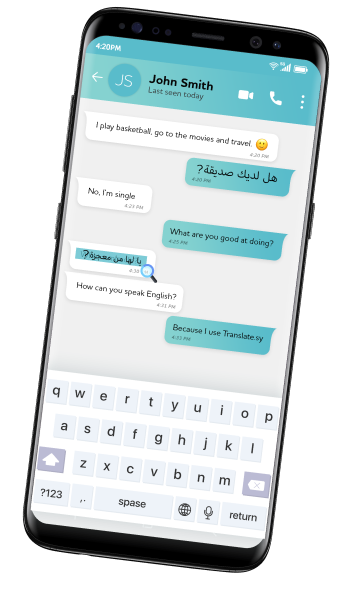 4:20PM
JS
John Smith
Last seen today
I play basketball, go to the movies and travel.
4:20 PM
هل لديك صديقة؟
4:20 PM
No, I'm single
4:23 PM
What are you good at doing?
4:25 PM
يا لها من معجزة؟
4:30
How can you speak English?
4:31 PM
Because I use Translate.sy
4:35 PM
q w e r t y u i o p
a s d f g h j k l
z x c v b n m
?123 ,. spase return